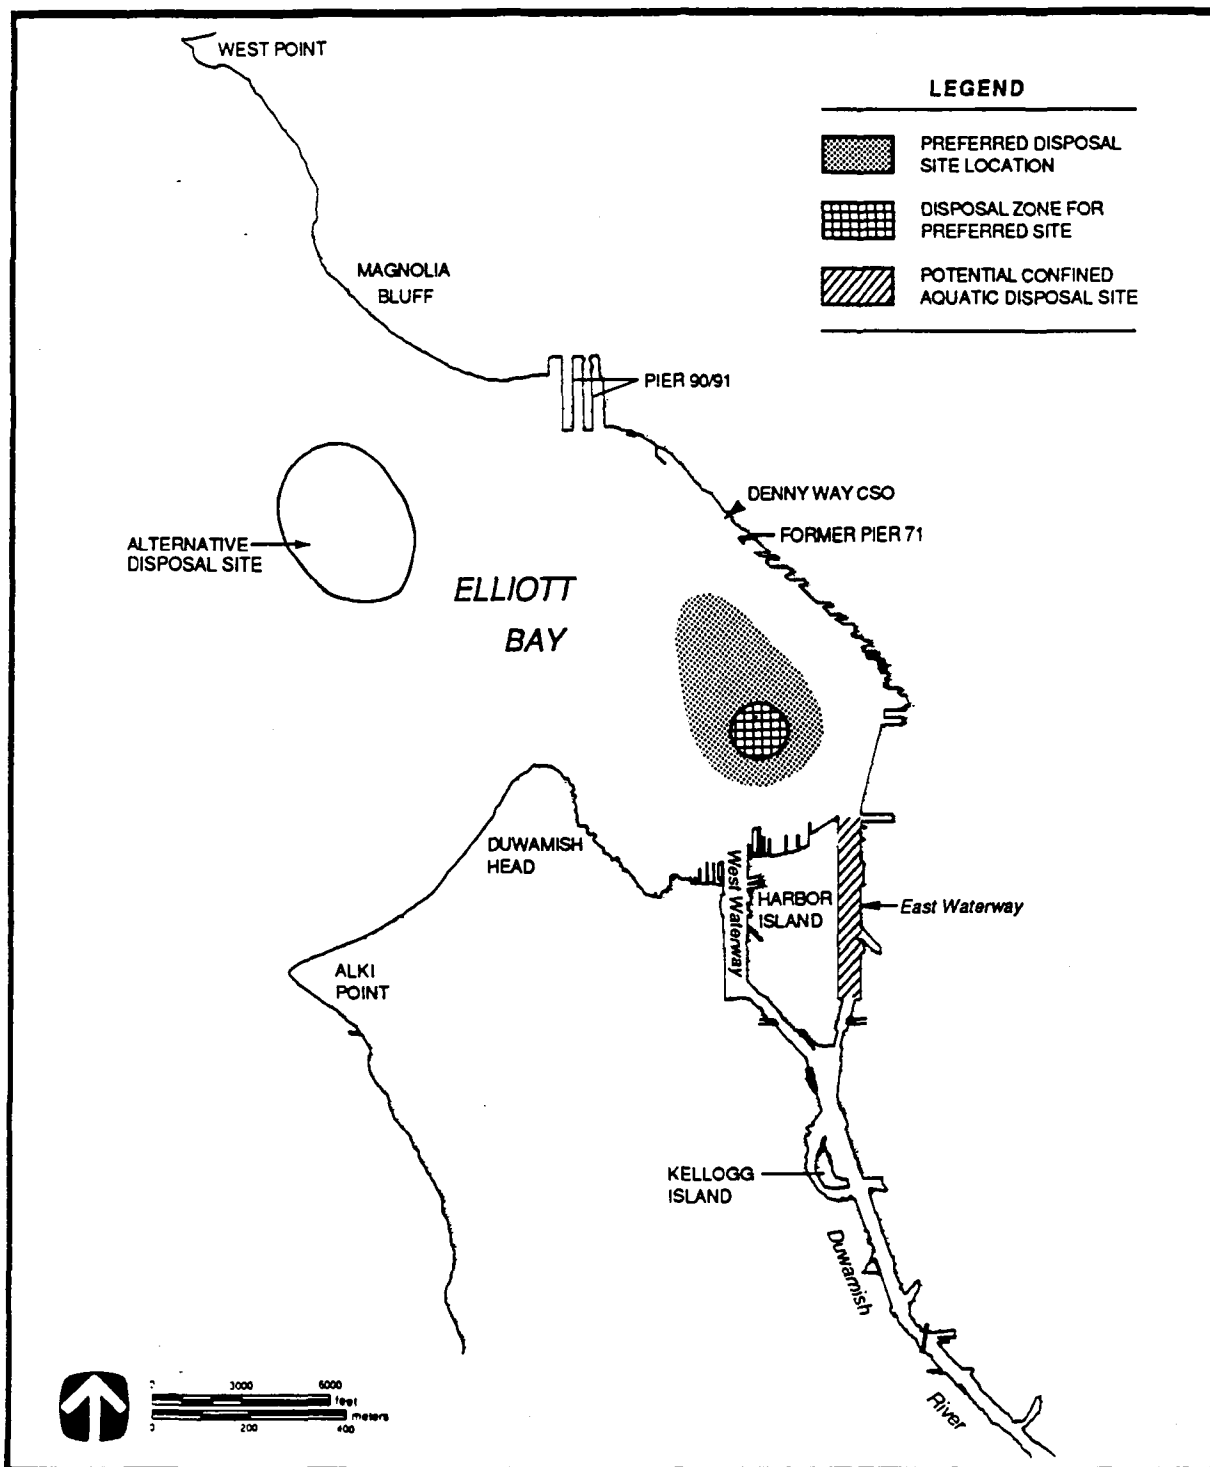 WEST POINT
LEGEND
PREFERRED DISPOSAL
SITE LOCATION
DISPOSAL ZONE FOR
PREFERRED SITE
POTENTIAL CONFINED
AQUATIC DISPOSAL SITE
MAGNOLIA
BLUFF
PIER 90/91
DENNY WAY CSO
FORMER PIER 71
ALTERNATIVE
DISPOSAL SITE
ELLIOTT
BAY
DUWAMISH
HEAD
West Waterway
HARBOR
ISLAND
East Waterway
ALKI
POINT
KELLOGG
ISLAND
Duwamish
River
0 3000 6000
feet
meters
0 200 400